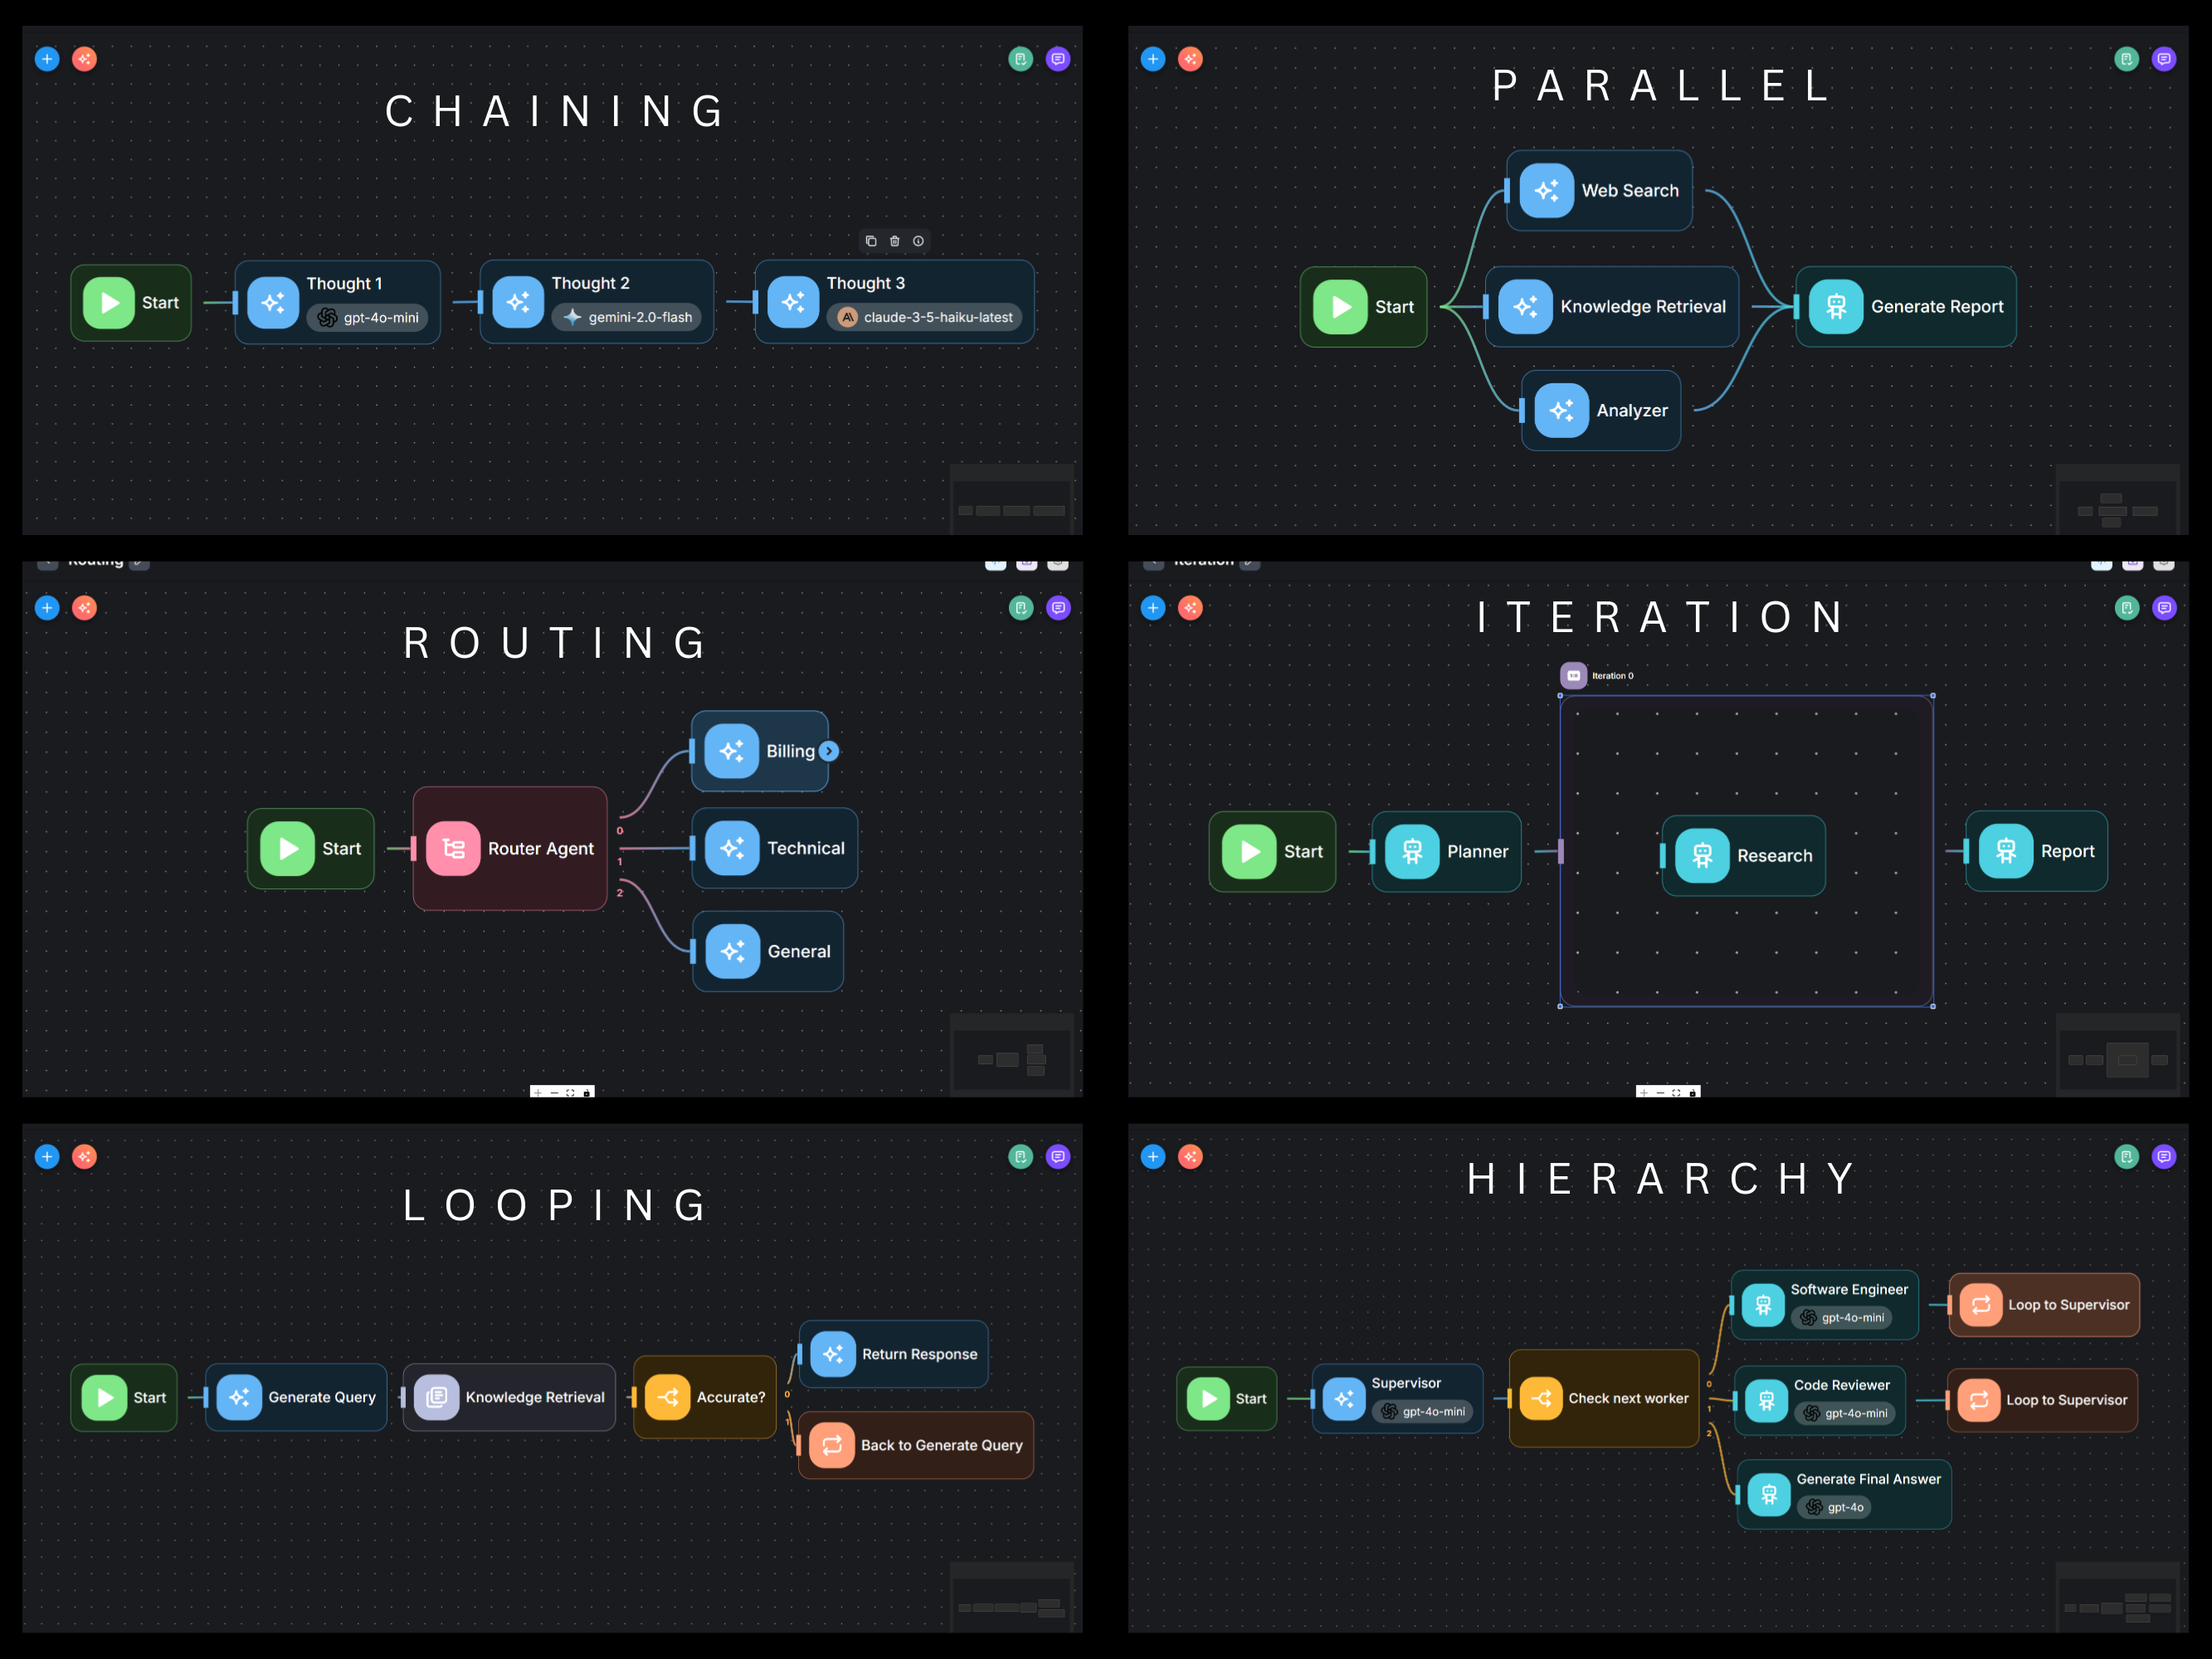 CHAINING
Start
Thought 1
gpt-4o-mini
Thought 2
gemini-2.0-flash
Thought 3
claude-3-5-haiku-latest
PARALLEL
Start
Web Search
Knowledge Retrieval
Analyzer
Generate Report
Routing
ROUTING
Start
Router Agent
0
1
2
Billing
Technical
General
Iteration
ITERATION
Iteration 0
Start
Planner
Research
Report
LOOPING
Start
Generate Query
Knowledge Retrieval
Accurate?
0
1
Return Response
Back to Generate Query
HIERARCHY
Start
Supervisor
gpt-4o-mini
Check next worker
0
1
2
Software Engineer
gpt-4o-mini
Loop to Supervisor
Code Reviewer
gpt-4o-mini
Loop to Supervisor
Generate Final Answer
gpt-4o